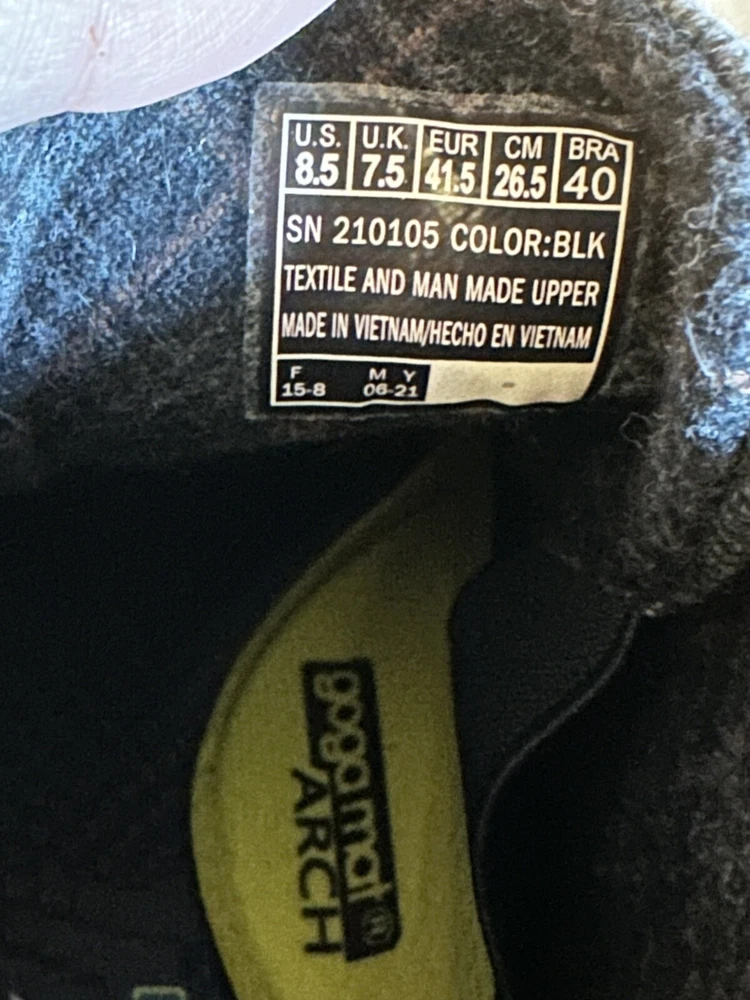 U.S. U.K. EUR CM BRA
8.5 7.5 41.5 26.5 40
SN 210105 COLOR:BLK
TEXTILE AND MAN MADE UPPER
MADE IN VIETNAM/HECHO EN VIETNAM
F M Y
15-8 06-21
goga mat®
ARCH